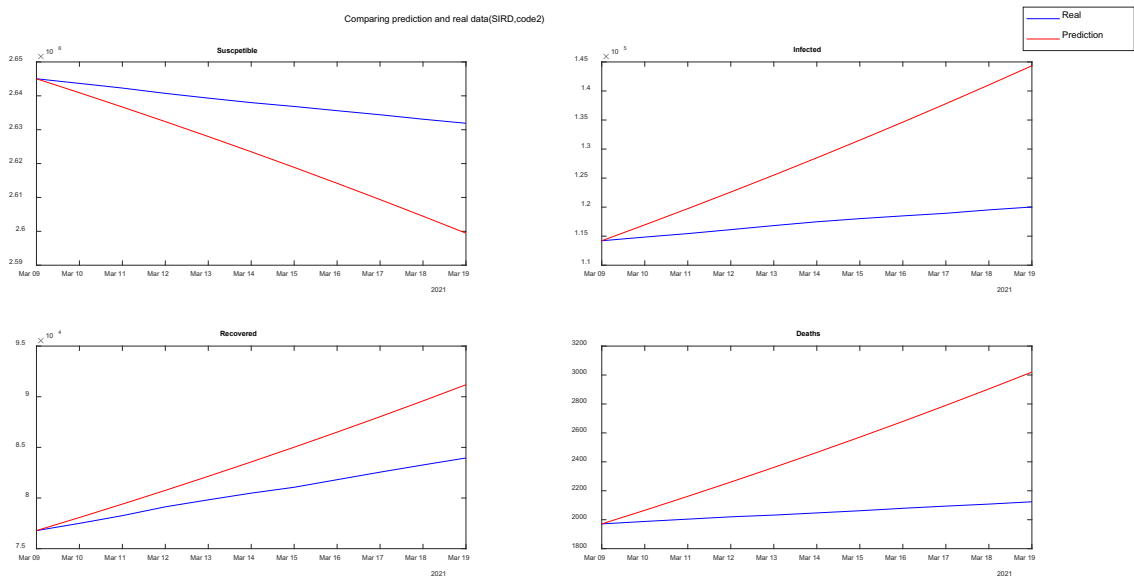 Comparing prediction and real data(SIRD,code2)
Real
Prediction
Suscpetible
× 10 6
2.65
2.64
2.63
2.62
2.61
2.6
2.59
Mar 09 Mar 10 Mar 11 Mar 12 Mar 13 Mar 14 Mar 15 Mar 16 Mar 17 Mar 18 Mar 19
2021
Infected
× 10 5
1.45
1.4
1.35
1.3
1.25
1.2
1.15
1.1
Mar 09 Mar 10 Mar 11 Mar 12 Mar 13 Mar 14 Mar 15 Mar 16 Mar 17 Mar 18 Mar 19
2021
Recovered
× 10 4
9.5
9
8.5
8
7.5
Mar 09 Mar 10 Mar 11 Mar 12 Mar 13 Mar 14 Mar 15 Mar 16 Mar 17 Mar 18 Mar 19
2021
Deaths
3200
3000
2800
2600
2400
2200
2000
1800
Mar 09 Mar 10 Mar 11 Mar 12 Mar 13 Mar 14 Mar 15 Mar 16 Mar 17 Mar 18 Mar 19
2021